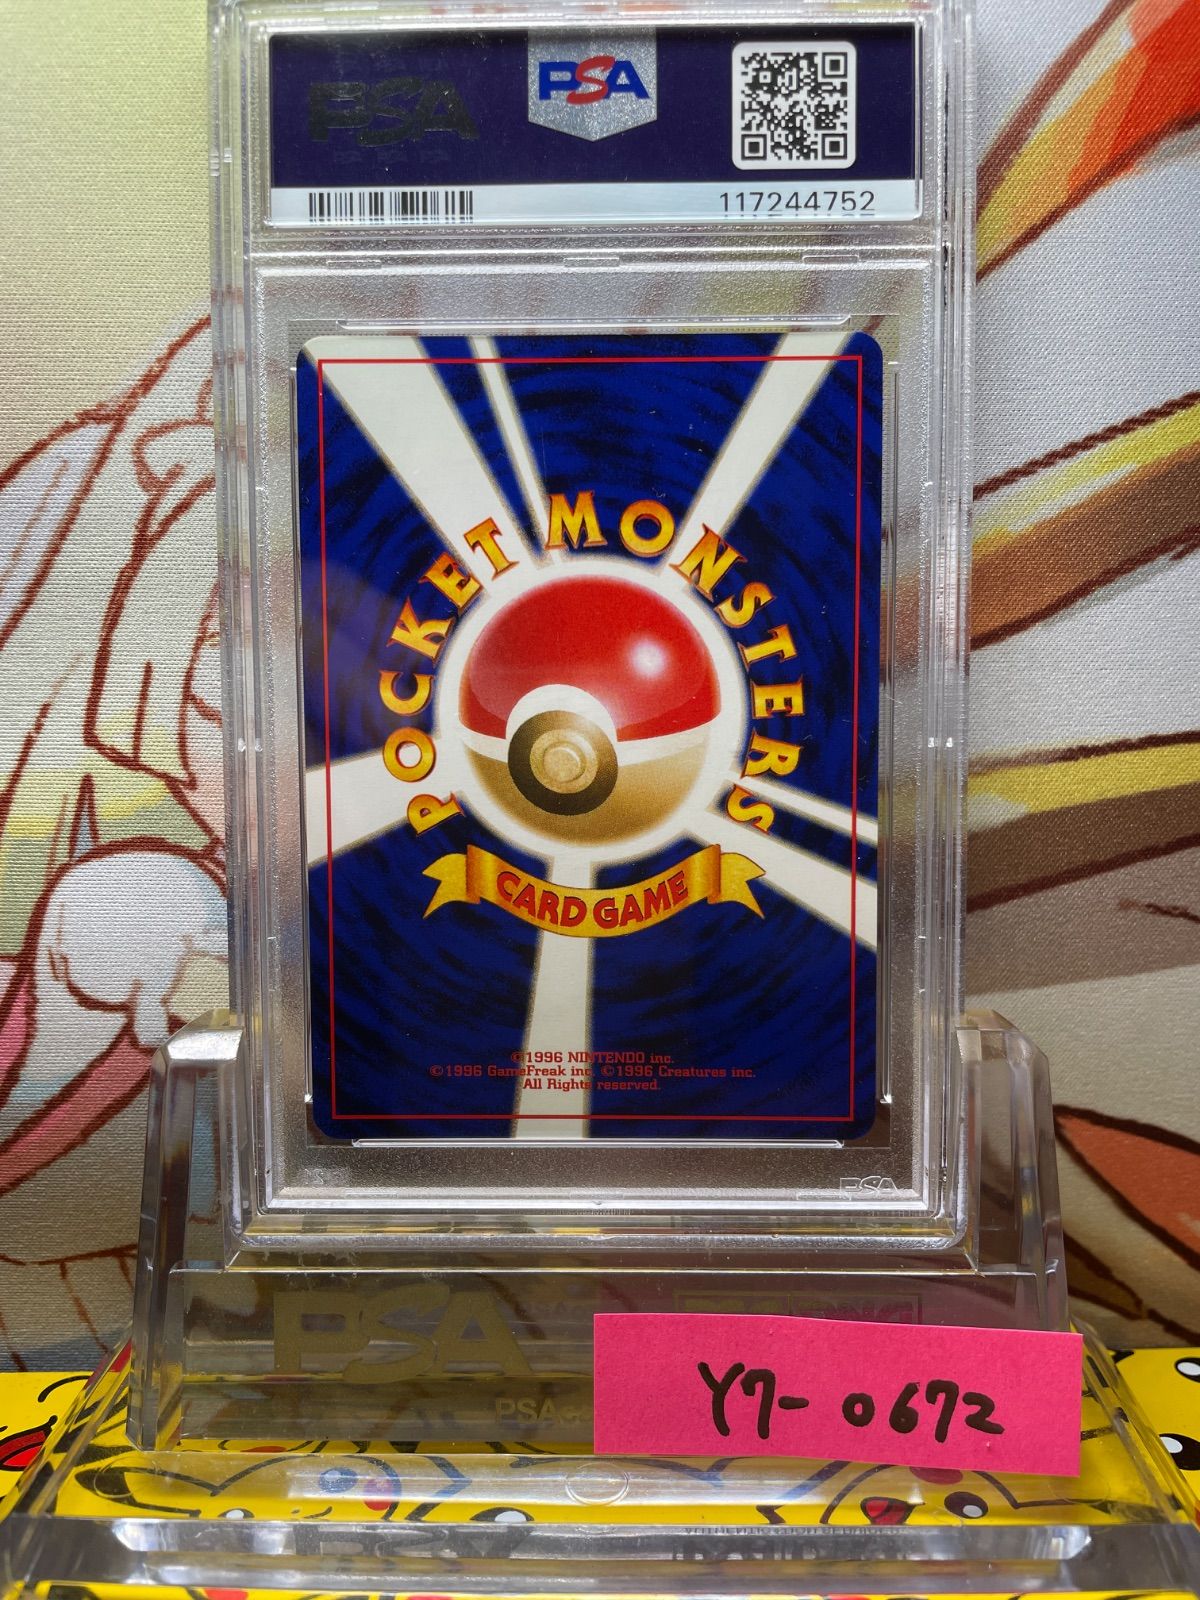 PSA
PSA
117244752
POCKET MONSTERS
CARD GAME
©1996 NINTENDO inc.
©1996 GameFreak inc. ©1996 Creatures inc.
All Rights reserved.
PSA
PSA
PSA
Y7-0672